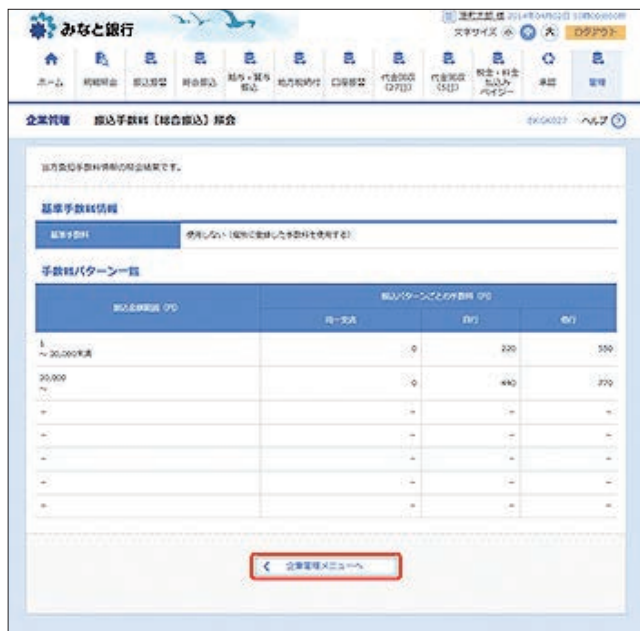 みなと銀行
文字サイズ 小 中 大 ログアウト
ホーム 明細照会 振込振替 総合振込 給与・賞与振込 地方税納付 口座振替 代金回収(27日) 代金回収(5日) 税金・料金払込みペイジー 承認 管理
企業管理 振込手数料【総合振込】照会 ヘルプ ?
当方負担手数料情報の照会結果です。
基準手数料情報
基準手数料 使用しない(個別に登録した手数料を使用する)
手数料パターン一覧
振込金額範囲(円) 振込パターンごとの手数料(円)
同一支店 自行 他行
1
~ 30,000未満 0 220 550
30,000
~ 0 440 770
- - - -
- - - -
- - - -
- - - -
- - - -
企業管理メニューへ